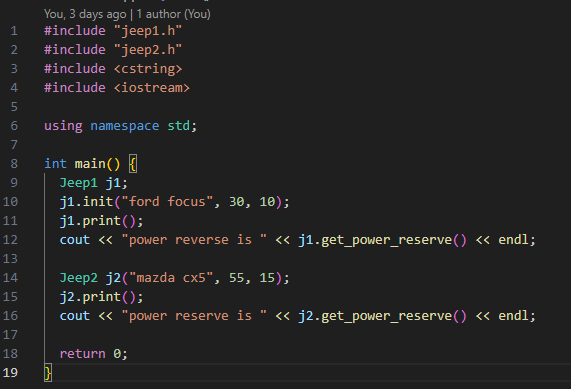 You, 3 days ago | 1 author (You)
1 #include "jeep1.h"
2 #include "jeep2.h"
3 #include <cstring>
4 #include <iostream>
5
6 using namespace std;
7
8 int main() {
9   Jeep1 j1;
10   j1.init("ford focus", 30, 10);
11   j1.print();
12   cout << "power reverse is " << j1.get_power_reserve() << endl;
13
14   Jeep2 j2("mazda cx5", 55, 15);
15   j2.print();
16   cout << "power reserve is " << j2.get_power_reserve() << endl;
17
18   return 0;
19 }